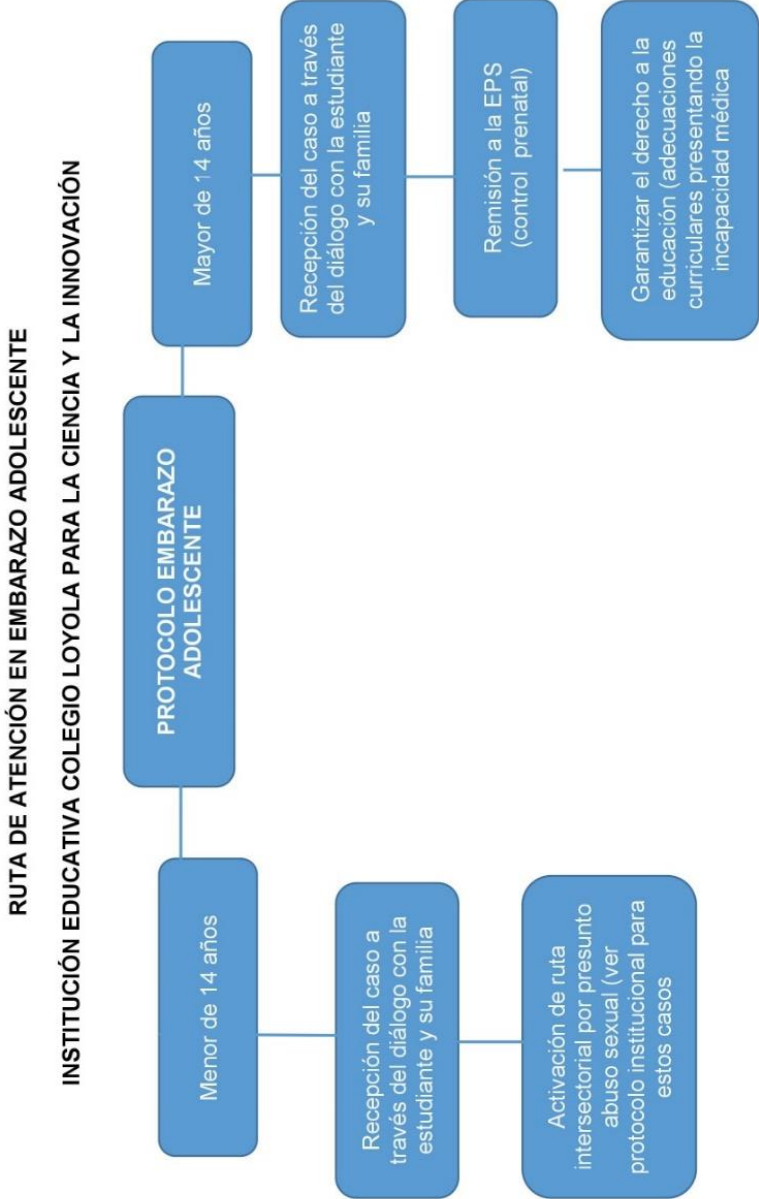 RUTA DE ATENCIÓN EN EMBARAZO ADOLESCENTE
INSTITUCIÓN EDUCATIVA COLEGIO LOYOLA PARA LA CIENCIA Y LA INNOVACIÓN
PROTOCOLO EMBARAZO
ADOLESCENTE
Menor de 14 años
Recepción del caso a
través del diálogo con la
estudiante y su familia
Activación de ruta
intersectorial por presunto
abuso sexual (ver
protocolo institucional para
estos casos
Mayor de 14 años
Recepción del caso a través
del diálogo con la estudiante
y su familia
Remisión a la EPS
(control prenatal)
Garantizar el derecho a la
educación (adecuaciones
curriculares presentando la
incapacidad médica